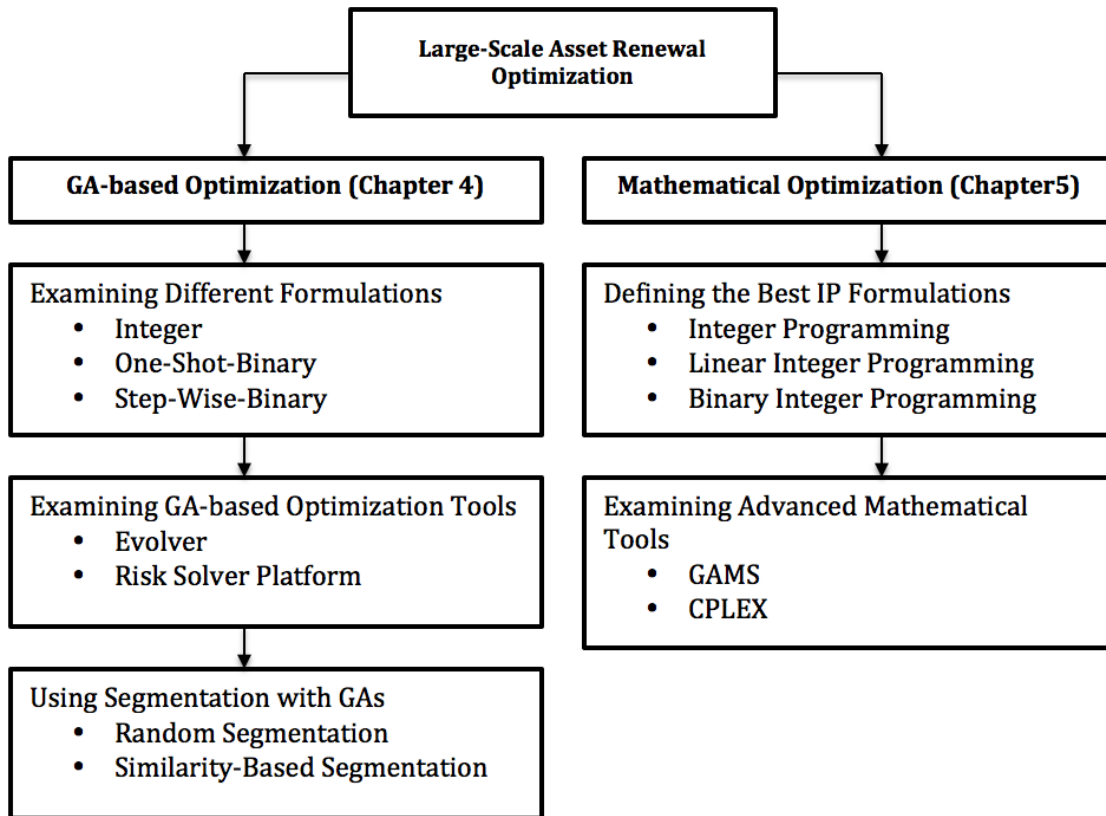 Large-Scale Asset Renewal
Optimization
GA-based Optimization (Chapter 4)
Examining Different Formulations
• Integer
• One-Shot-Binary
• Step-Wise-Binary
Examining GA-based Optimization Tools
• Evolver
• Risk Solver Platform
Using Segmentation with GAs
• Random Segmentation
• Similarity-Based Segmentation
Mathematical Optimization (Chapter5)
Defining the Best IP Formulations
• Integer Programming
• Linear Integer Programming
• Binary Integer Programming
Examining Advanced Mathematical
Tools
• GAMS
• CPLEX